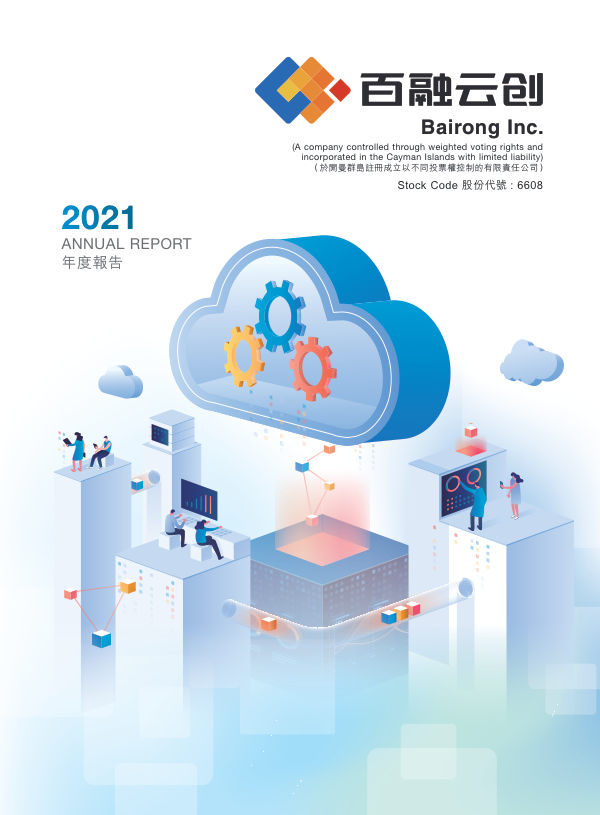 百融云创
Bairong Inc.
(A company controlled through weighted voting rights and
incorporated in the Cayman Islands with limited liability)
(於開曼群島註冊成立以不同投票權控制的有限責任公司)
Stock Code 股份代號 : 6608
2021
ANNUAL REPORT
年度報告